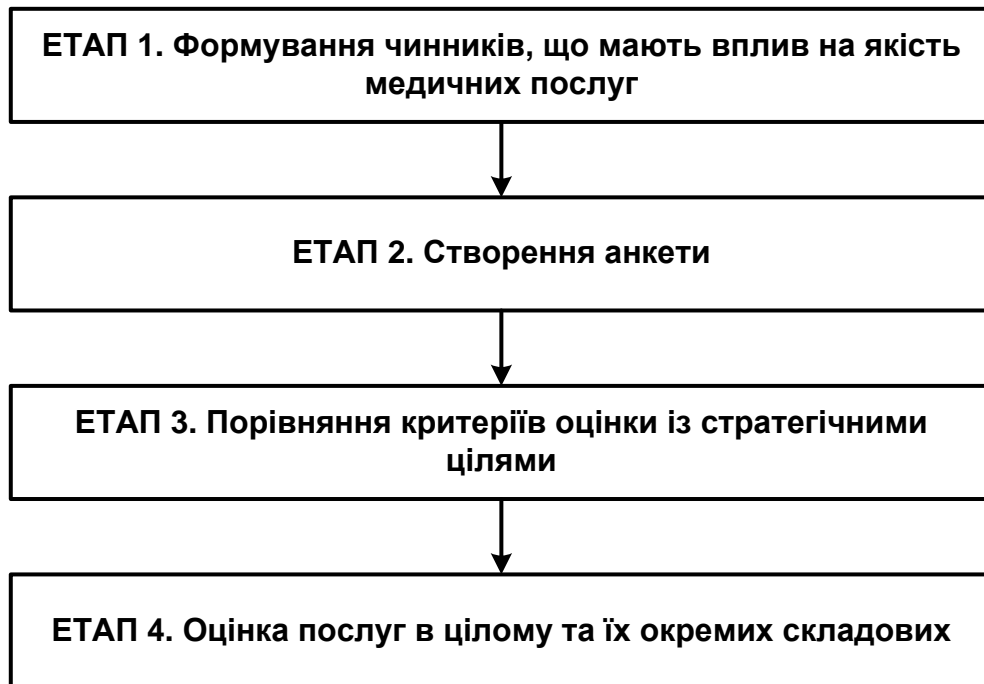 ЕТАП 1. Формування чинників, що мають вплив на якість
медичних послуг
ЕТАП 2. Створення анкети
ЕТАП 3. Порівняння критеріїв оцінки із стратегічними
цілями
ЕТАП 4. Оцінка послуг в цілому та їх окремих складових